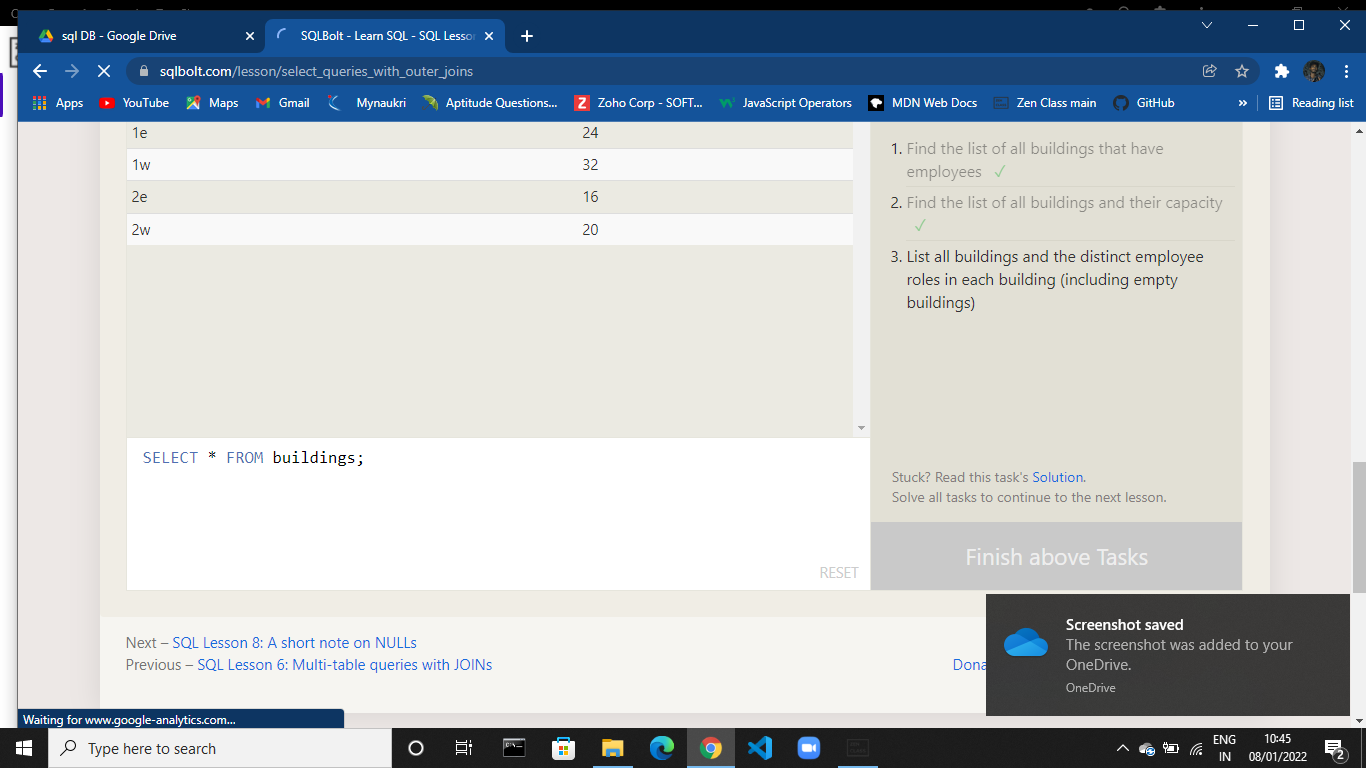 sql DB - Google Drive
SQLBolt - Learn SQL - SQL Lesson
sqlbolt.com/lesson/select_queries_with_outer_joins
Apps YouTube Maps Gmail Mynaukri Aptitude Questions... Zoho Corp - SOFT... JavaScript Operators MDN Web Docs Zen Class main GitHub » Reading list
1e 24
1w 32
2e 16
2w 20
1. Find the list of all buildings that have
employees ✓
2. Find the list of all buildings and their capacity
✓
3. List all buildings and the distinct employee
roles in each building (including empty
buildings)
SELECT * FROM buildings;
RESET
Stuck? Read this task's Solution.
Solve all tasks to continue to the next lesson.
Finish above Tasks
Next – SQL Lesson 8: A short note on NULLs
Previous – SQL Lesson 6: Multi-table queries with JOINs
Dona
Screenshot saved
The screenshot was added to your
OneDrive.
OneDrive
Waiting for www.google-analytics.com...
Type here to search
ENG
IN
10:45
08/01/2022
2